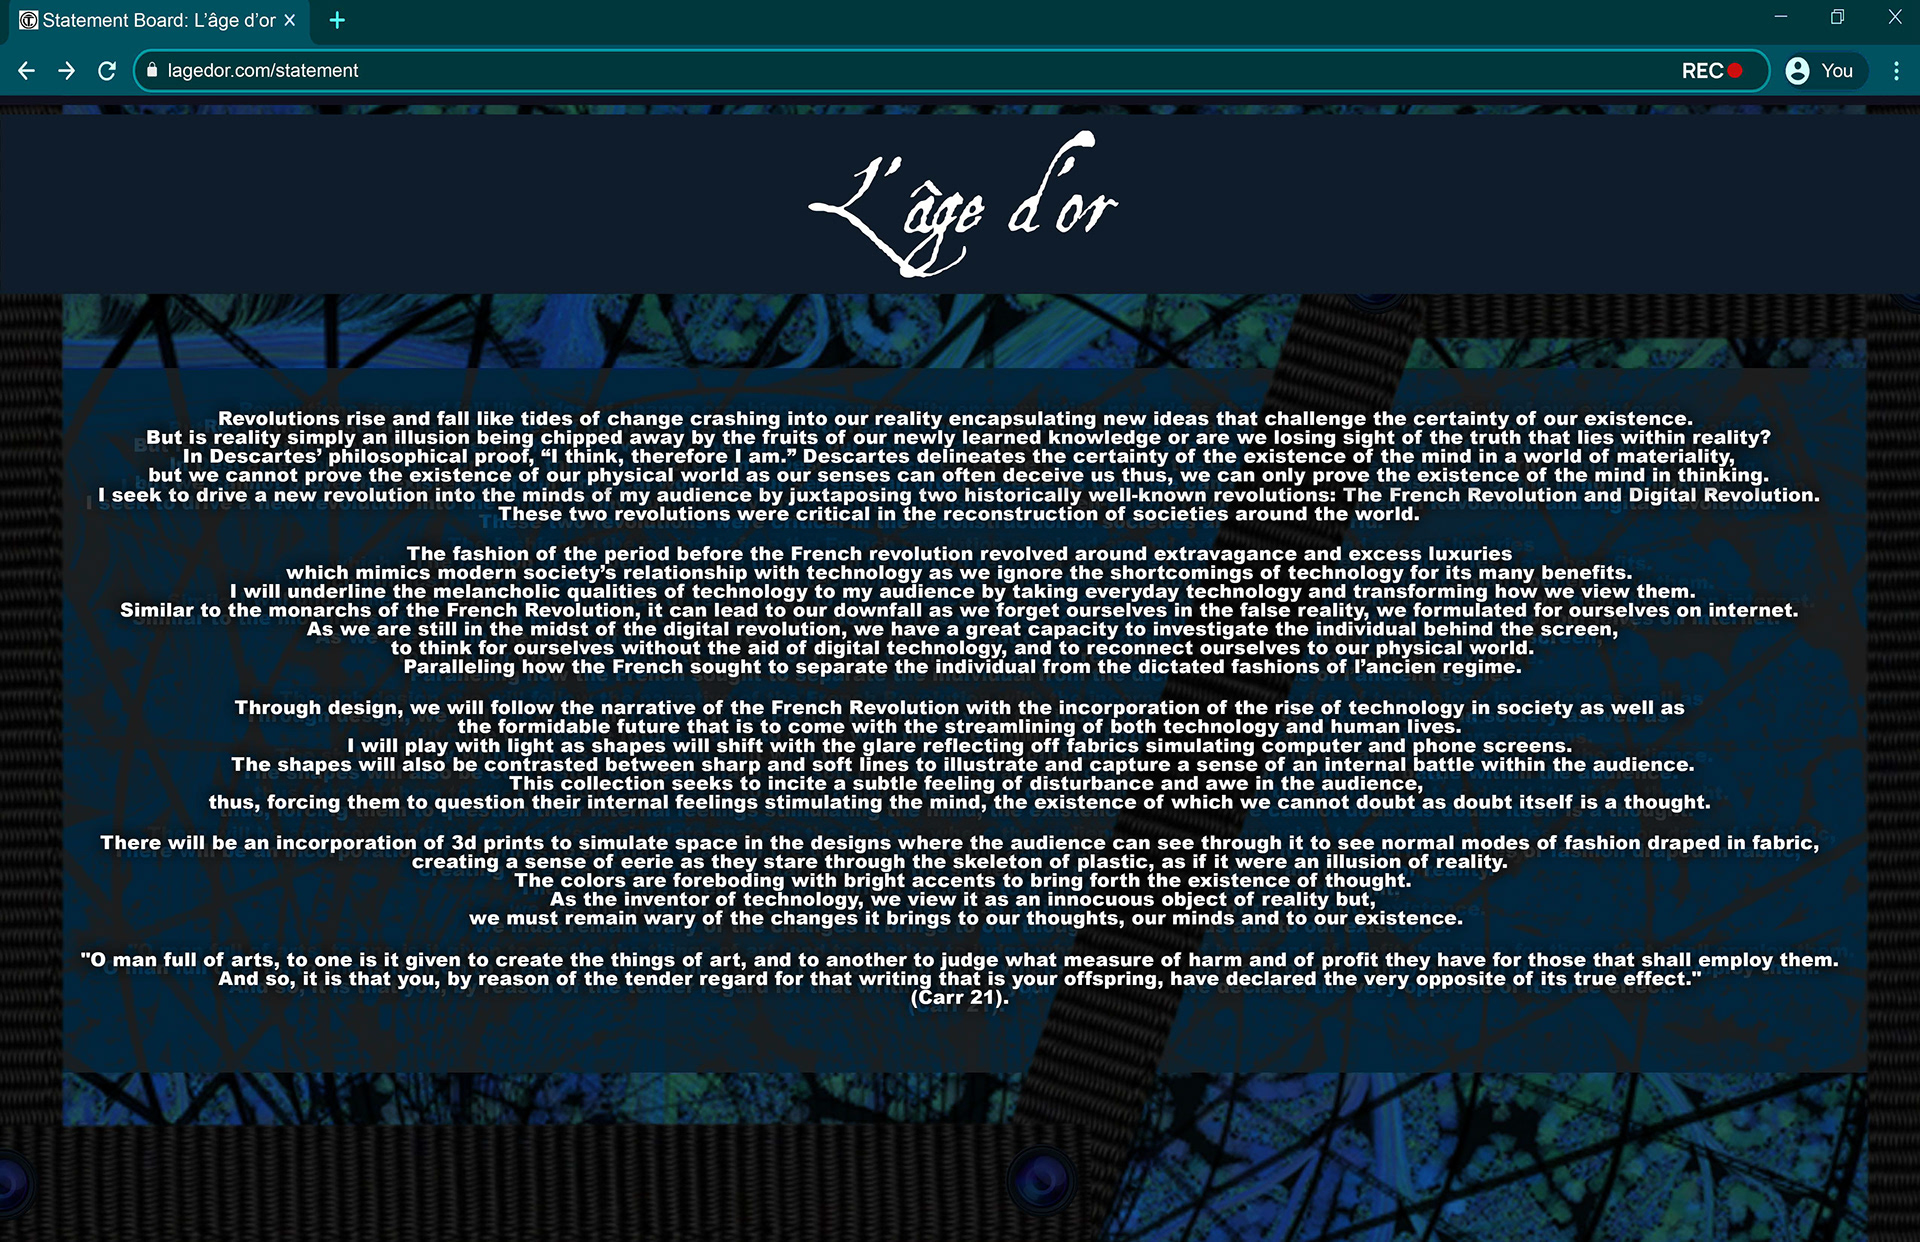 Statement Board: L’âge d’or
lagedor.com/statement
REC
You
L'âge d'or
Revolutions rise and fall like tides of change crashing into our reality encapsulating new ideas that challenge the certainty of our existence.
But is reality simply an illusion being chipped away by the fruits of our newly learned knowledge or are we losing sight of the truth that lies within reality?
In Descartes’ philosophical proof, “I think, therefore I am.” Descartes delineates the certainty of the existence of the mind in a world of materiality,
but we cannot prove the existence of our physical world as our senses can often deceive us thus, we can only prove the existence of the mind in thinking.
I seek to drive a new revolution into the minds of my audience by juxtaposing two historically well-known revolutions: The French Revolution and Digital Revolution.
These two revolutions were critical in the reconstruction of societies around the world.
The fashion of the period before the French revolution revolved around extravagance and excess luxuries
which mimics modern society’s relationship with technology as we ignore the shortcomings of technology for its many benefits.
I will underline the melancholic qualities of technology to my audience by taking everyday technology and transforming how we view them.
Similar to the monarchs of the French Revolution, it can lead to our downfall as we forget ourselves in the false reality, we formulated for ourselves on internet.
As we are still in the midst of the digital revolution, we have a great capacity to investigate the individual behind the screen,
to think for ourselves without the aid of digital technology, and to reconnect ourselves to our physical world.
Paralleling how the French sought to separate the individual from the dictated fashions of l’ancien regime.
Through design, we will follow the narrative of the French Revolution with the incorporation of the rise of technology in society as well as
the formidable future that is to come with the streamlining of both technology and human lives.
I will play with light as shapes will shift with the glare reflecting off fabrics simulating computer and phone screens.
The shapes will also be contrasted between sharp and soft lines to illustrate and capture a sense of an internal battle within the audience.
This collection seeks to incite a subtle feeling of disturbance and awe in the audience,
thus, forcing them to question their internal feelings stimulating the mind, the existence of which we cannot doubt as doubt itself is a thought.
There will be an incorporation of 3d prints to simulate space in the designs where the audience can see through it to see normal modes of fashion draped in fabric,
creating a sense of eerie as they stare through the skeleton of plastic, as if it were an illusion of reality.
The colors are foreboding with bright accents to bring forth the existence of thought.
As the inventor of technology, we view it as an innocuous object of reality but,
we must remain wary of the changes it brings to our thoughts, our minds and to our existence.
"O man full of arts, to one is it given to create the things of art, and to another to judge what measure of harm and of profit they have for those that shall employ them.
And so, it is that you, by reason of the tender regard for that writing that is your offspring, have declared the very opposite of its true effect."
(Carr 21).